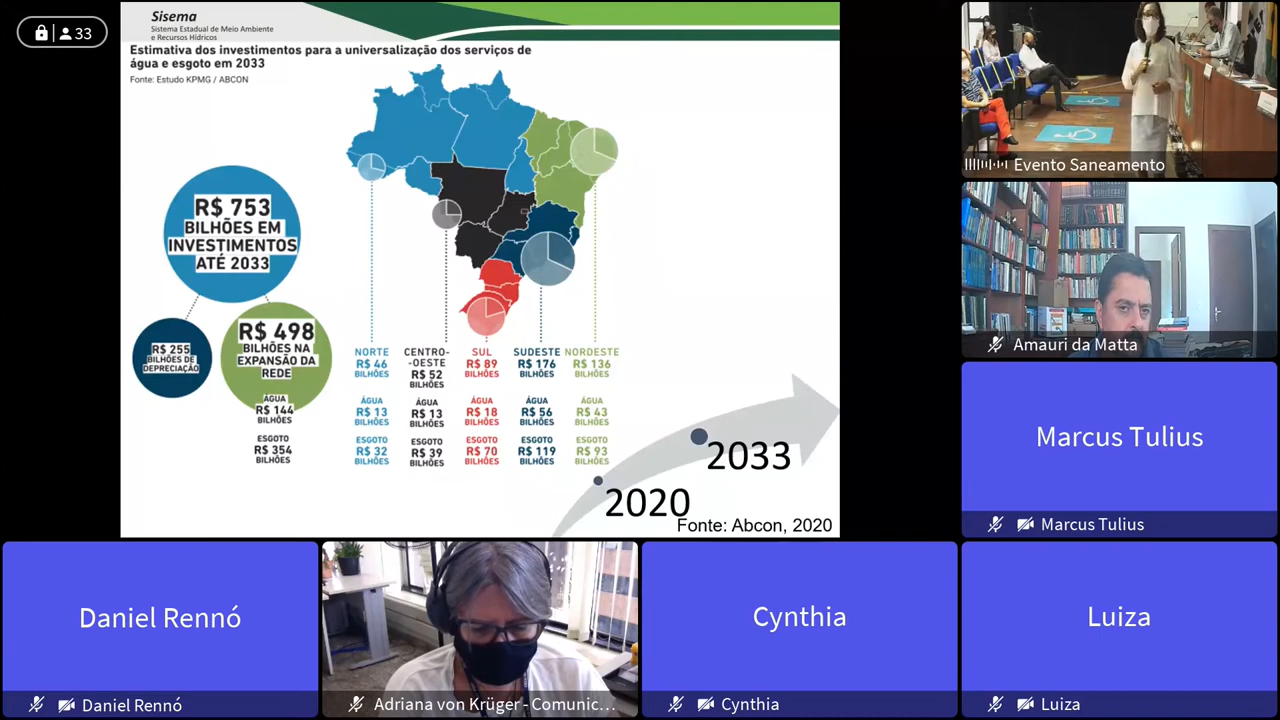 33
Sisema
Sistema Estadual de Meio Ambiente
e Recursos Hídricos
Estimativa dos investimentos para a universalização dos serviços de
água e esgoto em 2033
Fonte: Estudo KPMG / ABCON
R$ 753
BILHÕES EM
INVESTIMENTOS
ATÉ 2033
R$ 255
BILHÕES DE
DEPRECIAÇÃO
R$ 498
BILHÕES NA
EXPANSÃO DA
REDE
ÁGUA
R$ 144
BILHÕES
ESGOTO
R$ 354
BILHÕES
NORTE
R$ 46
BILHÕES
ÁGUA
R$ 13
BILHÕES
ESGOTO
R$ 32
BILHÕES
CENTRO-
-OESTE
R$ 52
BILHÕES
ÁGUA
R$ 13
BILHÕES
ESGOTO
R$ 39
BILHÕES
SUL
R$ 89
BILHÕES
ÁGUA
R$ 18
BILHÕES
ESGOTO
R$ 70
BILHÕES
SUDESTE
R$ 176
BILHÕES
ÁGUA
R$ 56
BILHÕES
ESGOTO
R$ 119
BILHÕES
NORDESTE
R$ 136
BILHÕES
ÁGUA
R$ 43
BILHÕES
ESGOTO
R$ 93
BILHÕES
2033
2020
Fonte: Abcon, 2020
Evento Saneamento
Amauri da Matta
Marcus Tulius
Marcus Tulius
Daniel Rennó
Daniel Rennó
Adriana von Krüger - Comunic...
Cynthia
Cynthia
Luiza
Luiza